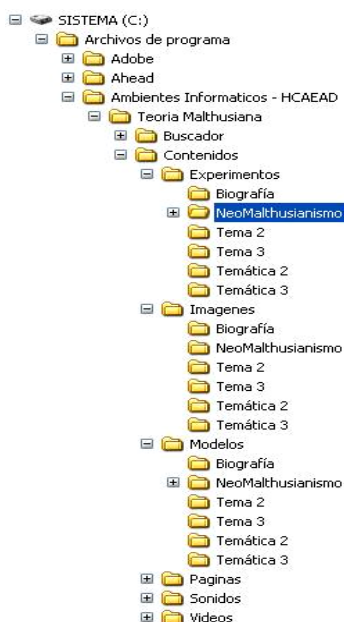 SISTEMA (C:)
Archivos de programa
Adobe
Ahead
Ambientes Informaticos - HCAEAD
Teoria Malthusiana
Buscador
Contenidos
Experimentos
Biografía
NeoMalthusianismo
Tema 2
Tema 3
Temática 2
Temática 3
Imagenes
Biografía
NeoMalthusianismo
Tema 2
Tema 3
Temática 2
Temática 3
Modelos
Biografía
NeoMalthusianismo
Tema 2
Tema 3
Temática 2
Temática 3
Paginas
Sonidos
Videos